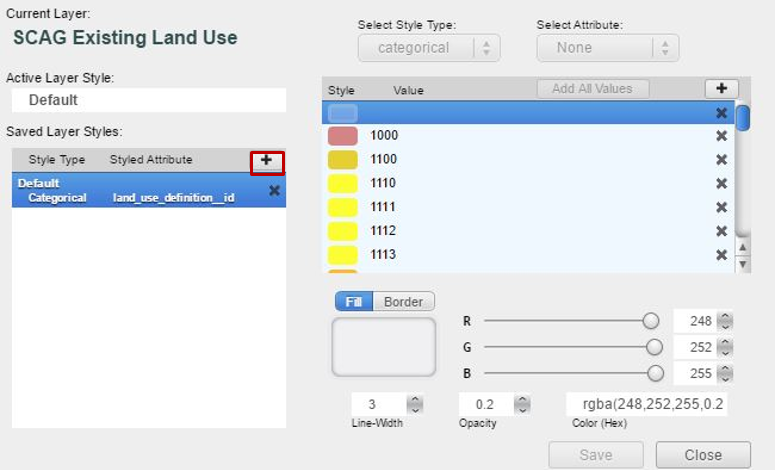 Current Layer:
SCAG Existing Land Use
Active Layer Style:
Default
Saved Layer Styles:
Style Type Styled Attribute +
Default
Categorical land_use_definition__id
Select Style Type:
categorical
Select Attribute:
None
Style Value Add All Values +
1000
1100
1110
1111
1112
1113
Fill Border
R 248
G 252
B 255
3
Line-Width
0.2
Opacity
rgba(248,252,255,0.2
Color (Hex)
Save Close